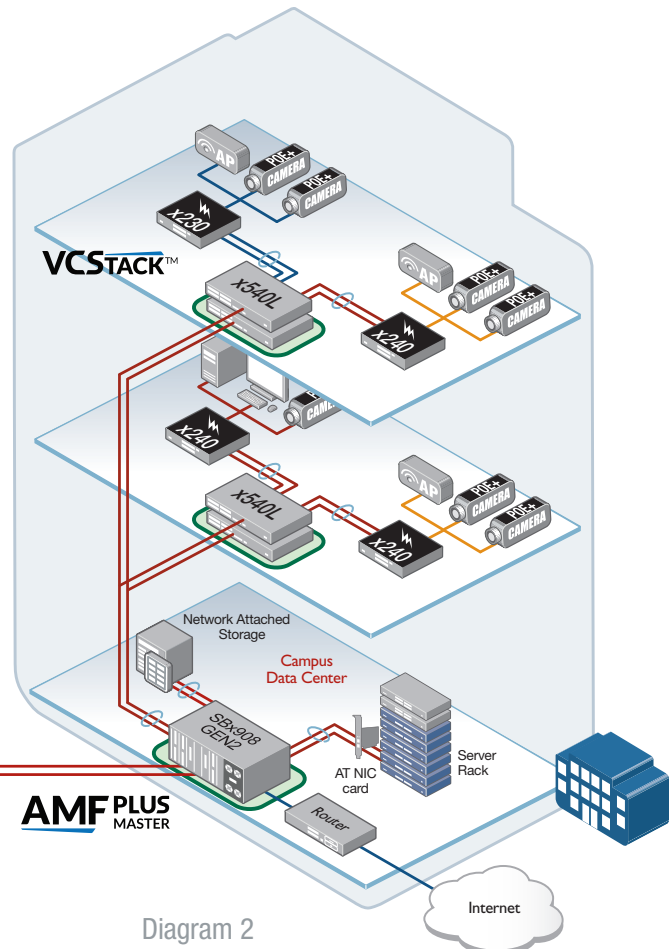 AP
POE+
CAMERA
POE+
CAMERA
x230
VCSTACK™
x540L
AP
POE+
CAMERA
POE+
CAMERA
x240
x240
x540L
AP
POE+
CAMERA
POE+
CAMERA
x240
Network Attached
Storage
Campus
Data Center
SBx908
GEN2
AT NIC
card
Server
Rack
AMF PLUS
MASTER
Router
Internet
Diagram 2